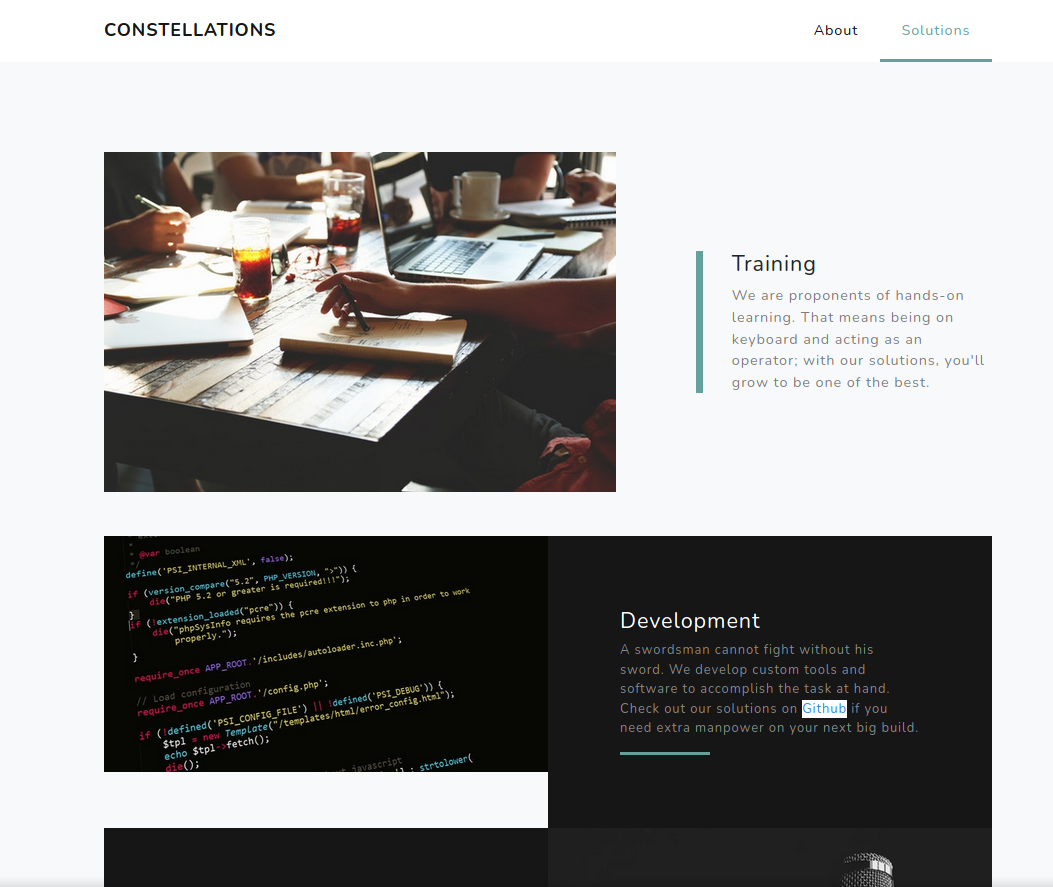 CONSTELLATIONS
About
Solutions
Training
We are proponents of hands-on
learning. That means being on
keyboard and acting as an
operator; with our solutions, you'll
grow to be one of the best.
*
* @var boolean
*/
define('PSI_INTERNAL_XML', false);
if (version_compare("5.2", PHP_VERSION, ">")) {
die("PHP 5.2 or greater is required!!!");
}
if (!extension_loaded("pcre")) {
die("phpSysInfo requires the pcre extension to php in order to work
properly.");
}
require_once APP_ROOT.'/includes/autoloader.inc.php';
// Load configuration
require_once APP_ROOT.'/config.php';
if (!defined('PSI_CONFIG_FILE') || !defined('PSI_DEBUG')) {
$tpl = new Template("/templates/html/error_config.html");
echo $tpl->fetch();
die();
javascript
strtolower(
Development
A swordsman cannot fight without his
sword. We develop custom tools and
software to accomplish the task at hand.
Check out our solutions on Github if you
need extra manpower on your next big build.